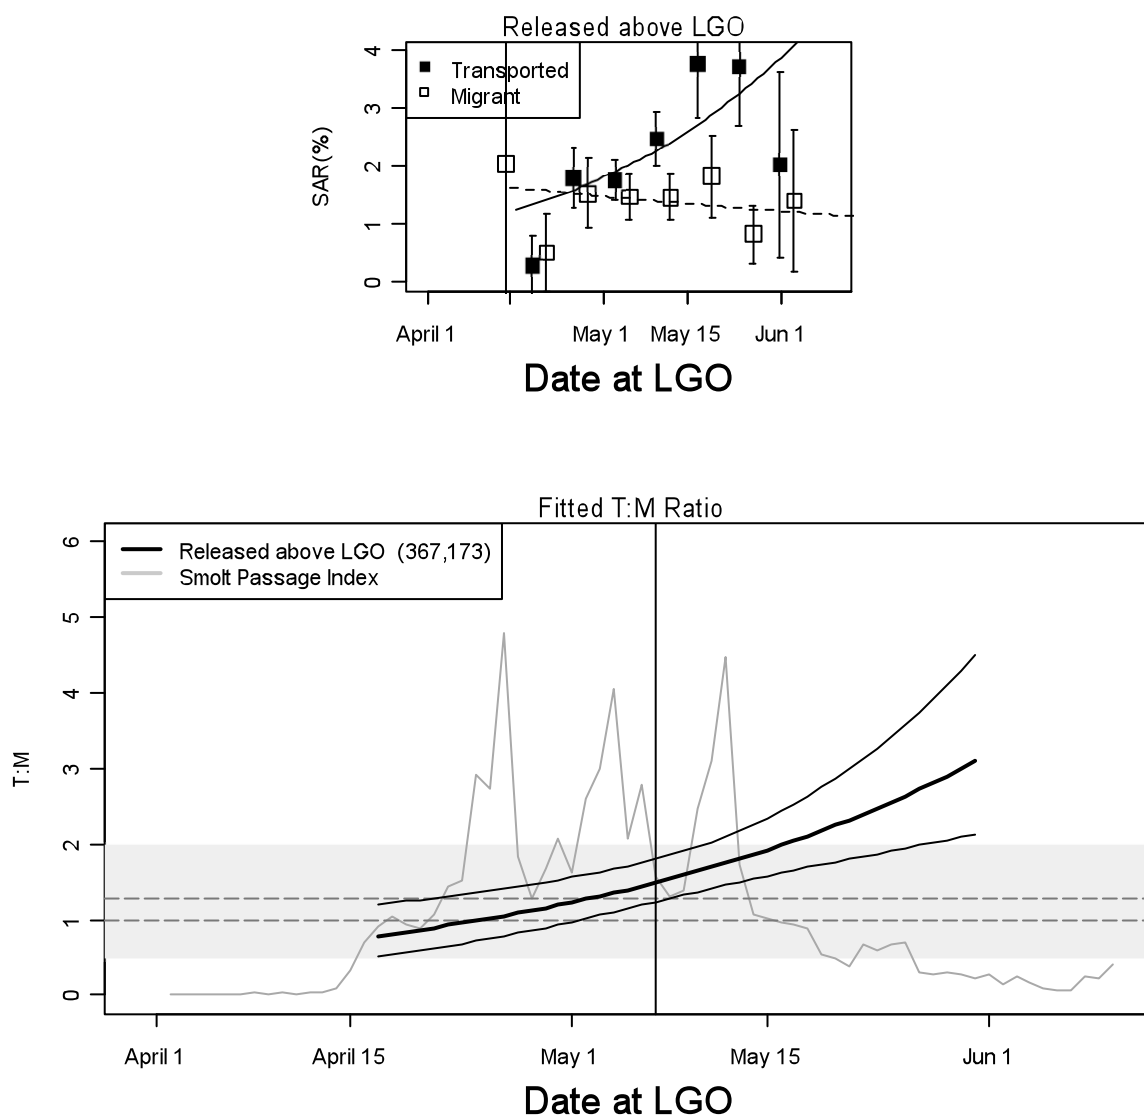 Released above LGO
Transported
Migrant
SAR(%)
4
3
2
1
0
April 1
May 1
May 15
Jun 1
Date at LGO
Fitted T:M Ratio
Released above LGO (367,173)
Smolt Passage Index
T:M
6
5
4
3
2
1
0
April 1
April 15
May 1
May 15
Jun 1
Date at LGO